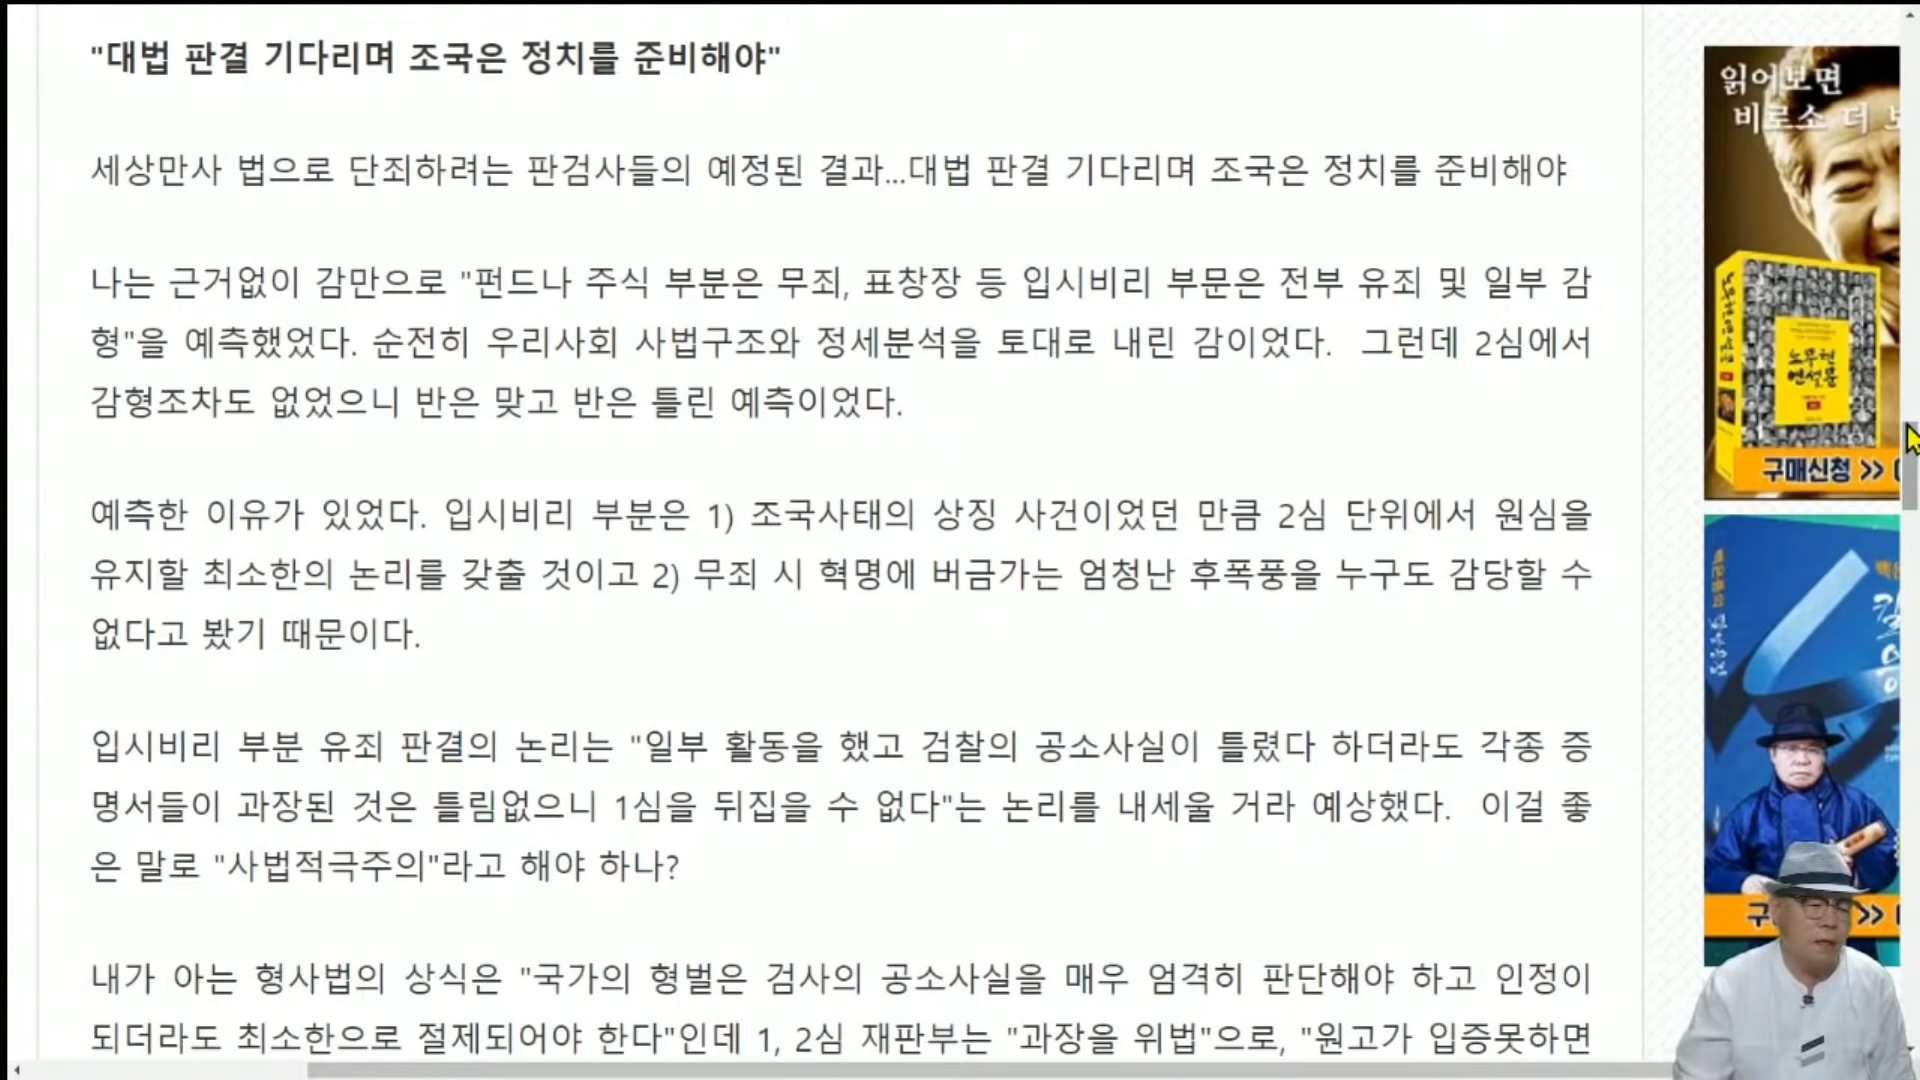 "대법 판결 기다리며 조국은 정치를 준비해야"
세상만사 법으로 단죄하려는 판검사들의 예정된 결과...대법 판결 기다리며 조국은 정치를 준비해야
나는 근거없이 감만으로 "펀드나 주식 부분은 무죄, 표창장 등 입시비리 부문은 전부 유죄 및 일부 감
형"을 예측했었다. 순전히 우리사회 사법구조와 정세분석을 토대로 내린 감이었다. 그런데 2심에서
감형조차도 없었으니 반은 맞고 반은 틀린 예측이었다.
예측한 이유가 있었다. 입시비리 부분은 1) 조국사태의 상징 사건이었던 만큼 2심 단위에서 원심을
유지할 최소한의 논리를 갖출 것이고 2) 무죄 시 혁명에 버금가는 엄청난 후폭풍을 누구도 감당할 수
없다고 봤기 때문이다.
입시비리 부분 유죄 판결의 논리는 "일부 활동을 했고 검찰의 공소사실이 틀렸다 하더라도 각종 증
명서들이 과장된 것은 틀림없으니 1심을 뒤집을 수 없다"는 논리를 내세울 거라 예상했다. 이걸 좋
은 말로 "사법적극주의"라고 해야 하나?
내가 아는 형사법의 상식은 "국가의 형벌은 검사의 공소사실을 매우 엄격히 판단해야 하고 인정이
되더라도 최소한으로 절제되어야 한다"인데 1, 2심 재판부는 "과장을 위법"으로, "원고가 입증못하면
읽어보면
비로소 더
노무현
연설문
구매신청 >>
구 >>